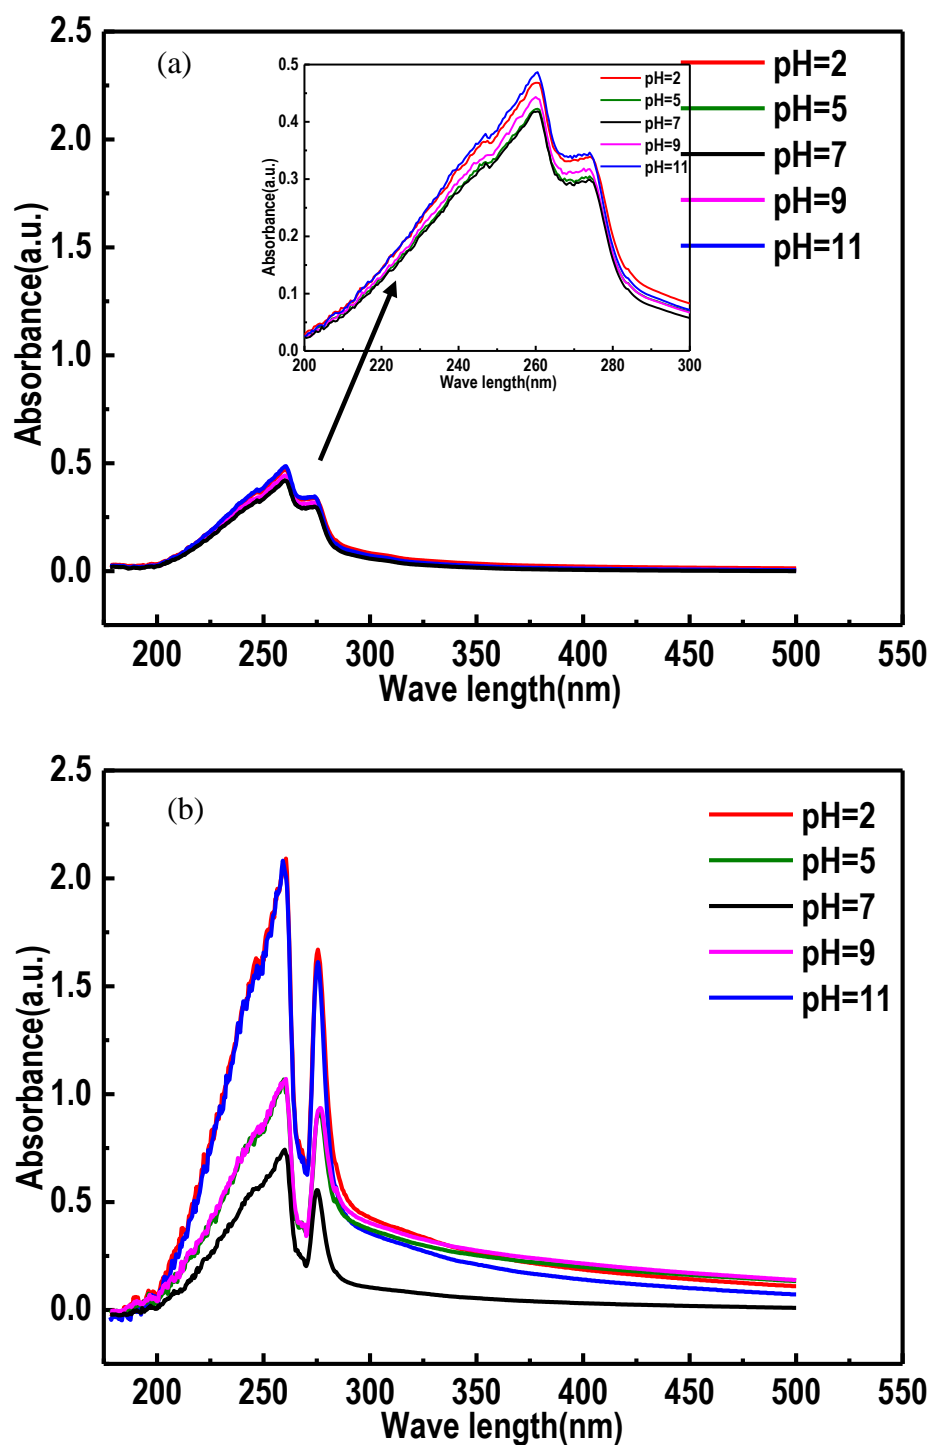 (a)
2.5
2.0
1.5
1.0
0.5
0.0
Absorbance(a.u.)
200 250 300 350 400 450 500 550
Wave length(nm)
pH=2
pH=5
pH=7
pH=9
pH=11
0.5
0.4
0.3
0.2
0.1
0.0
Absorbance(a.u.)
200 220 240 260 280 300
Wave length(nm)
pH=2
pH=5
pH=7
pH=9
pH=11
(b)
2.5
2.0
1.5
1.0
0.5
0.0
Absorbance(a.u.)
200 250 300 350 400 450 500 550
Wave length(nm)
pH=2
pH=5
pH=7
pH=9
pH=11